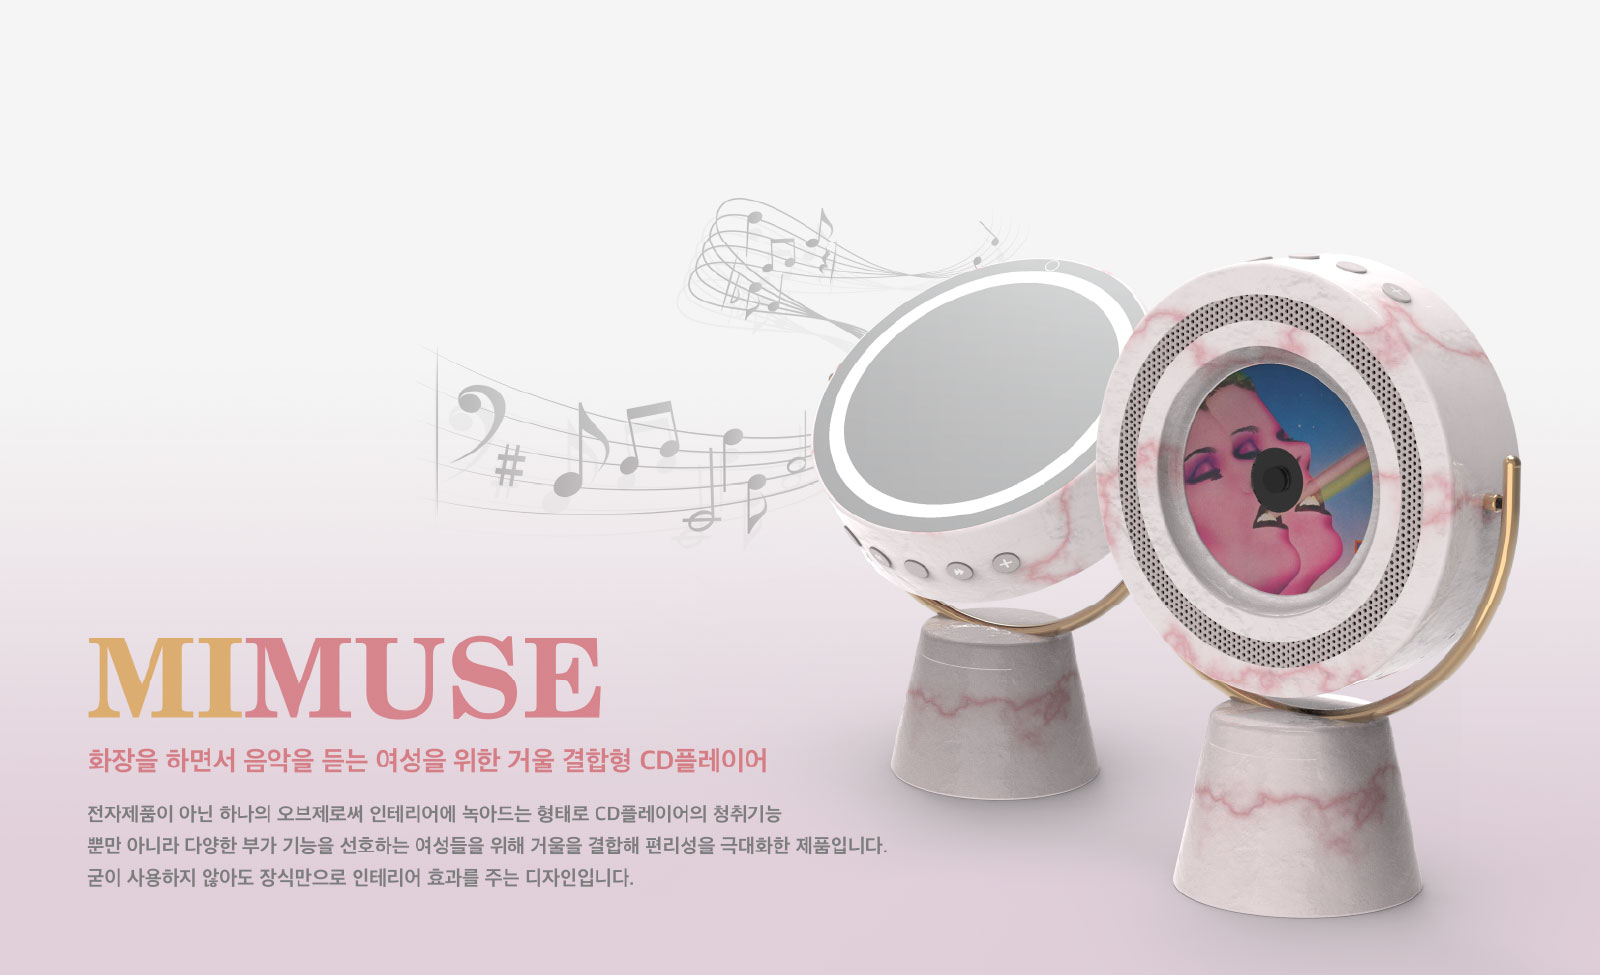 MIMUSE
화장을 하면서 음악을 듣는 여성을 위한 거울 결합형 CD플레이어
전자제품이 아닌 하나의 오브제로써 인테리어에 녹아드는 형태로 CD플레이어의 청취기능
뿐만 아니라 다양한 부가 기능을 선호하는 여성들을 위해 거울을 결합해 편리성을 극대화한 제품입니다.
굳이 사용하지 않아도 장식만으로 인테리어 효과를 주는 디자인입니다.